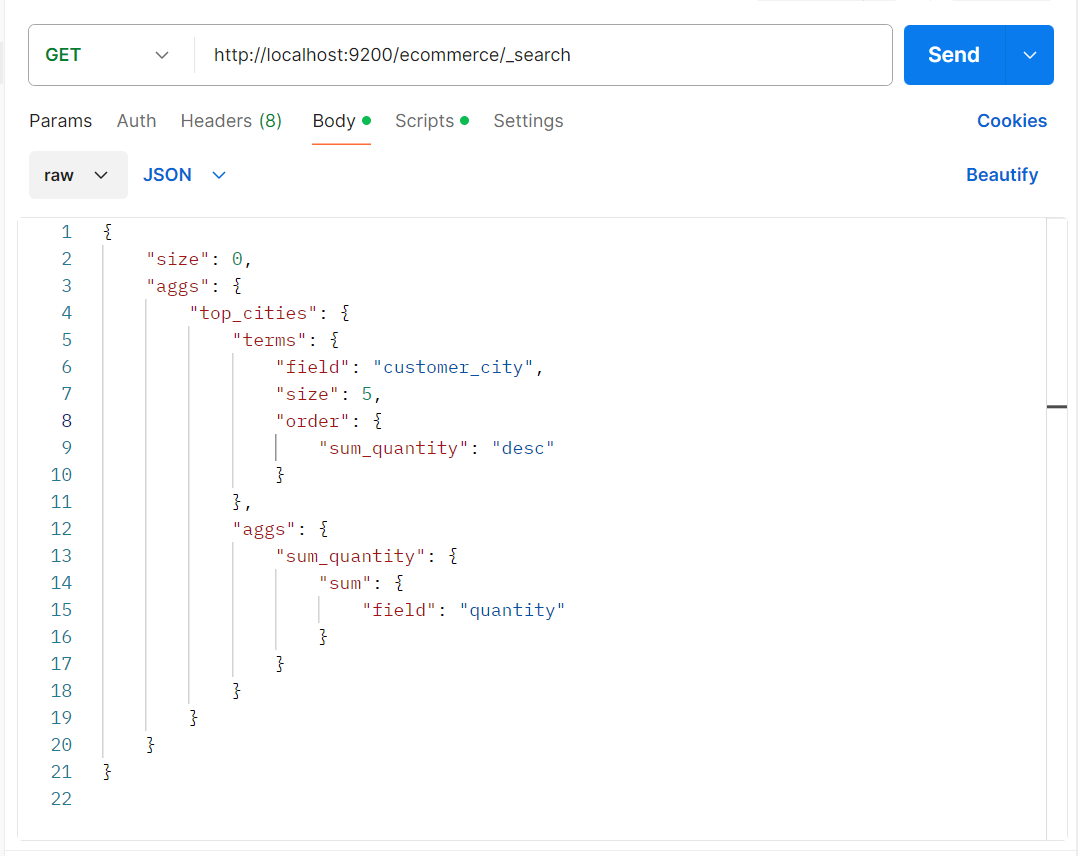 GET http://localhost:9200/ecommerce/_search Send
Params Auth Headers (8) Body Scripts Settings Cookies
raw JSON Beautify
1 {
2 "size": 0,
3 "aggs": {
4 "top_cities": {
5 "terms": {
6 "field": "customer_city",
7 "size": 5,
8 "order": {
9 "sum_quantity": "desc"
10 }
11 },
12 "aggs": {
13 "sum_quantity": {
14 "sum": {
15 "field": "quantity"
16 }
17 }
18 }
19 }
20 }
21 }
22